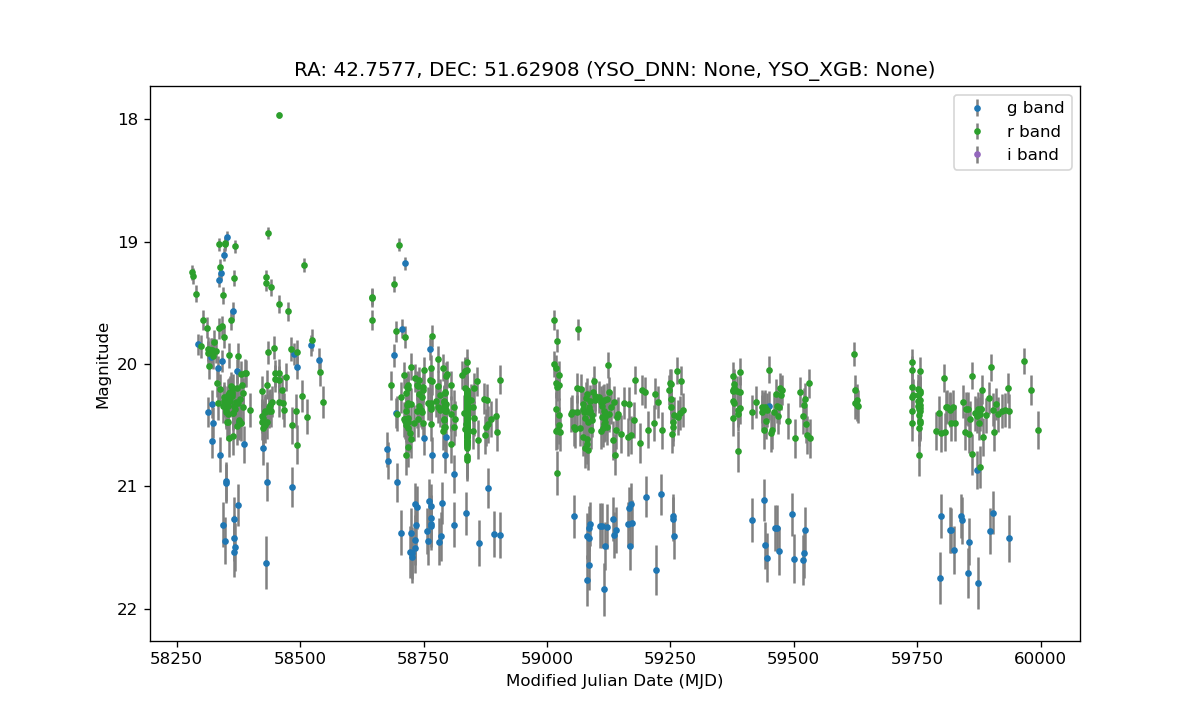 RA: 42.7577, DEC: 51.62908 (YSO_DNN: None, YSO_XGB: None)
g band
r band
i band
18
19
20
21
22
Magnitude
58250 58500 58750 59000 59250 59500 59750 60000
Modified Julian Date (MJD)